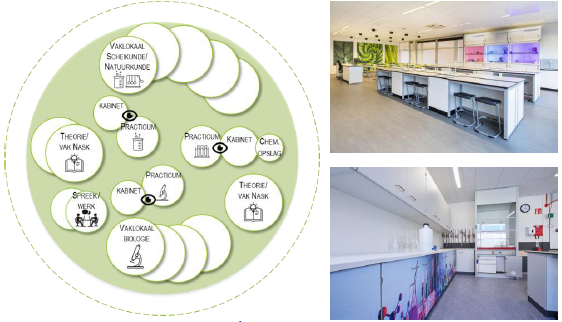 VAKLOKAAL
SCHEIKUNDE/
NATUURKUNDE
KABINET
PRACTICUM
THEORIE/
VAK NASK
PRACTICUM
KABINET
CHEM.
OPSLAG
PRACTICUM
KABINET
SPREEK/
WERK
THEORIE/
VAK NASK
VAKLOKAAL
BIOLOGIE